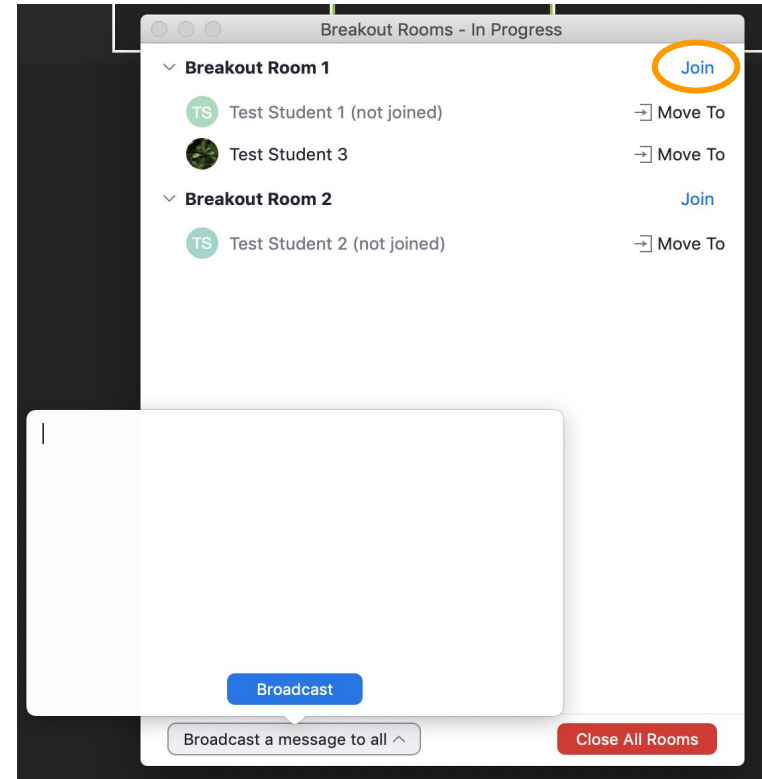 Breakout Rooms - In Progress
Breakout Room 1 Join
TS Test Student 1 (not joined) Move To
Test Student 3 Move To
Breakout Room 2 Join
TS Test Student 2 (not joined) Move To
Broadcast
Broadcast a message to all Close All Rooms